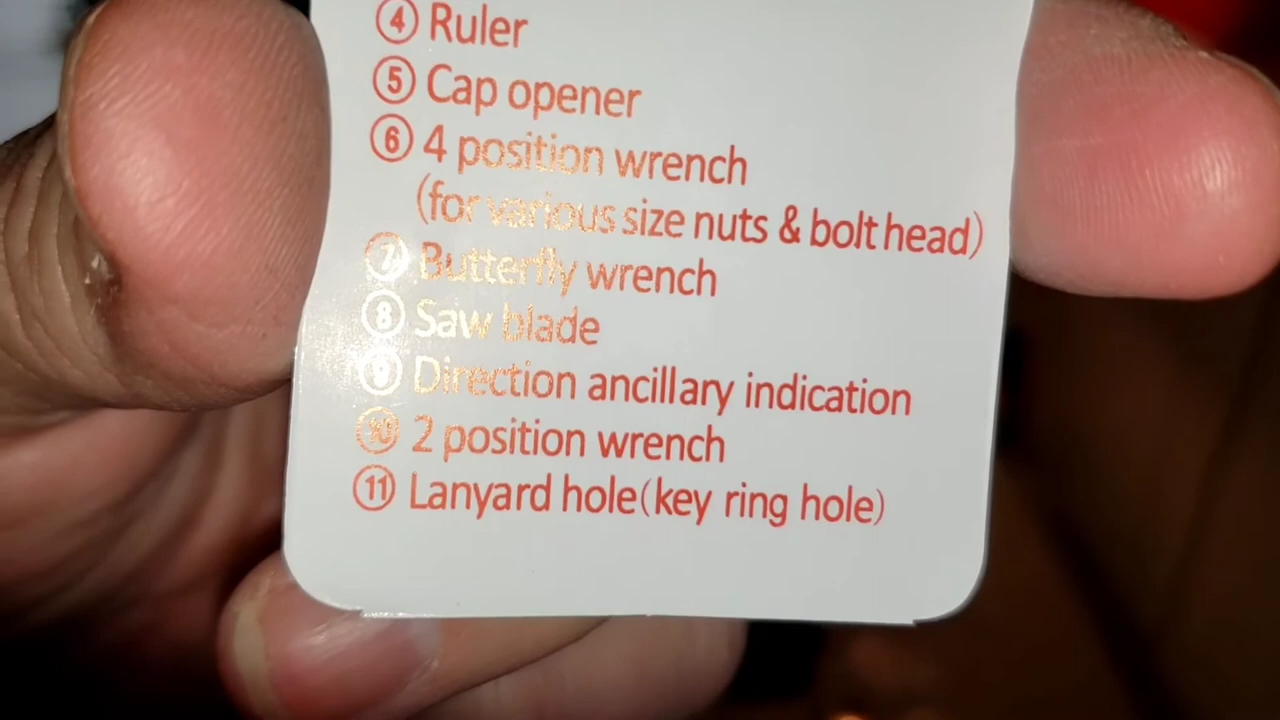 ④ Ruler
⑤ Cap opener
⑥ 4 position wrench
(for various size nuts & bolt head)
⑦ Butterfly wrench
⑧ Saw blade
⑨ Direction ancillary indication
⑩ 2 position wrench
⑪ Lanyard hole(key ring hole)